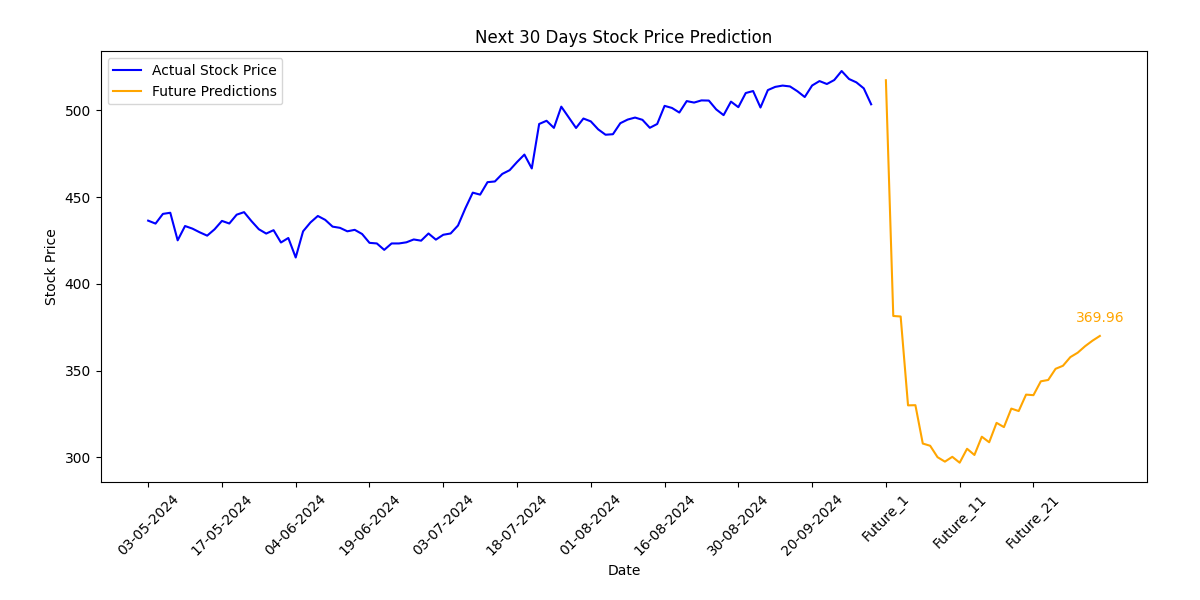 Next 30 Days Stock Price Prediction
Actual Stock Price
Future Predictions
Stock Price
500
450
400
350
300
369.96
03-05-2024
17-05-2024
04-06-2024
19-06-2024
03-07-2024
18-07-2024
01-08-2024
16-08-2024
30-08-2024
20-09-2024
Future_1
Future_11
Future_21
Date